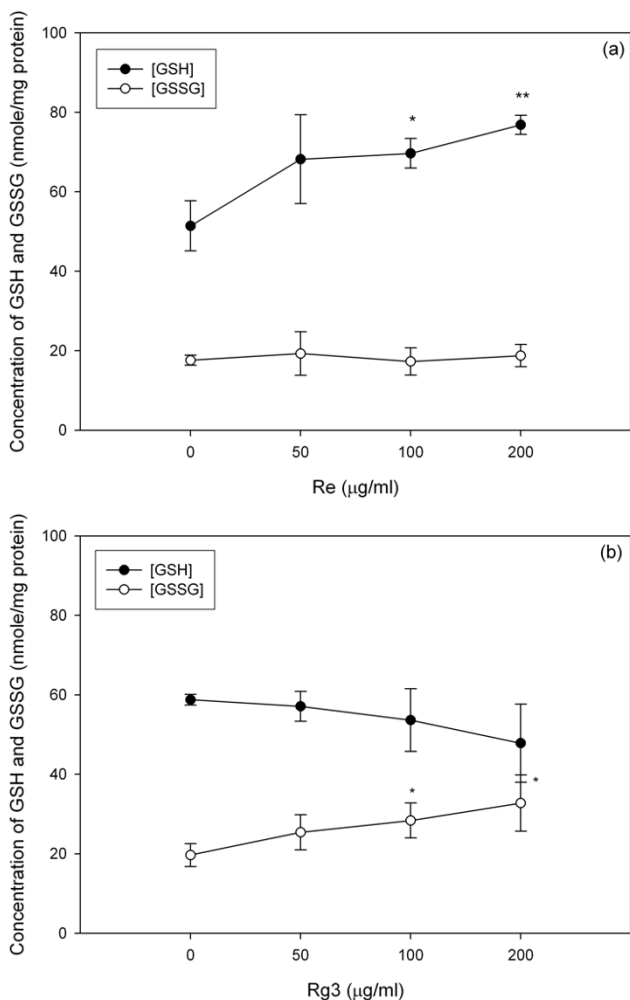 (a)
[GSH]
[GSSG]
Concentration of GSH and GSSG (nmole/mg protein)
100
80
60
40
20
0
*
**
0 50 100 200
Re (μg/ml)
(b)
[GSH]
[GSSG]
Concentration of GSH and GSSG (nmole/mg protein)
100
80
60
40
20
0
*
*
0 50 100 200
Rg3 (μg/ml)